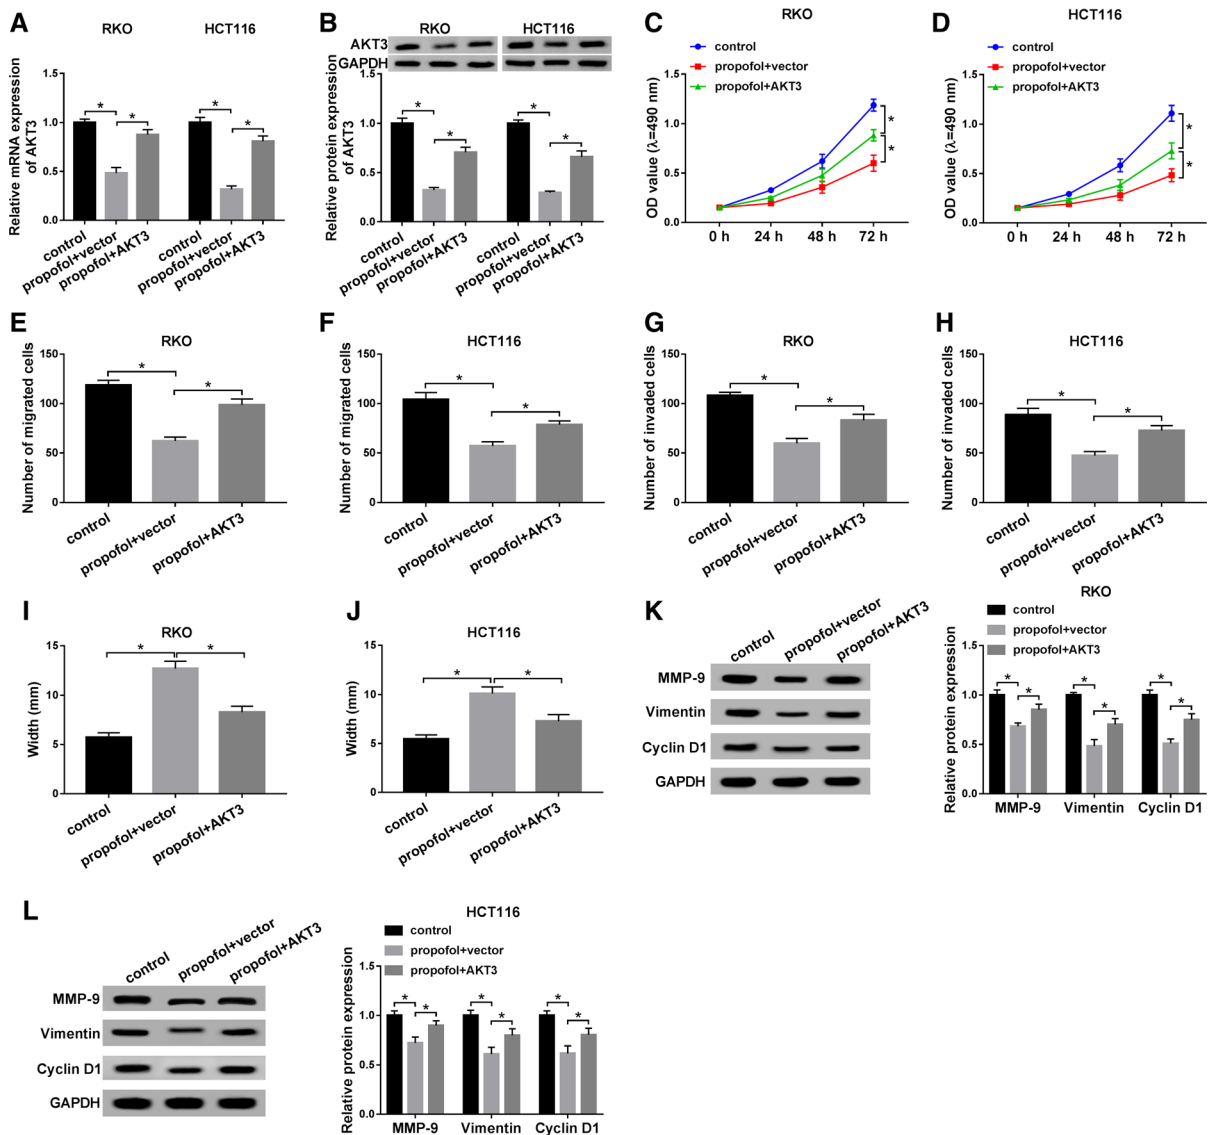 A
RKO
HCT116
Relative mRNA expression
of AKT3
1.5
1.0
0.5
0.0
*
*
*
*
control
propofol+vector
propofol+AKT3
control
propofol+vector
propofol+AKT3
B
RKO
HCT116
AKT3
GAPDH
Relative protein expression
of AKT3
1.5
1.0
0.5
0.0
*
*
*
*
control
propofol+vector
propofol+AKT3
control
propofol+vector
propofol+AKT3
C
RKO
control
propofol+vector
propofol+AKT3
OD value (λ=490 nm)
1.5
1.0
0.5
0.0
*
*
0 h
24 h
48 h
72 h
D
HCT116
control
propofol+vector
propofol+AKT3
OD value (λ=490 nm)
1.5
1.0
0.5
0.0
*
*
0 h
24 h
48 h
72 h
E
RKO
Number of migrated cells
150
100
50
0
*
*
control
propofol+vector
propofol+AKT3
F
HCT116
Number of migrated cells
150
100
50
0
*
*
control
propofol+vector
propofol+AKT3
G
RKO
Number of invaded cells
150
100
50
0
*
*
control
propofol+vector
propofol+AKT3
H
HCT116
Number of invaded cells
150
100
50
0
*
*
control
propofol+vector
propofol+AKT3
I
RKO
Width (mm)
15
10
5
0
*
*
control
propofol+vector
propofol+AKT3
J
HCT116
Width (mm)
15
10
5
0
*
*
control
propofol+vector
propofol+AKT3
K
control
propofol+vector
propofol+AKT3
MMP-9
Vimentin
Cyclin D1
GAPDH
RKO
control
propofol+vector
propofol+AKT3
Relative protein expression
1.5
1.0
0.5
0.0
*
*
*
*
*
*
MMP-9
Vimentin
Cyclin D1
L
control
propofol+vector
propofol+AKT3
MMP-9
Vimentin
Cyclin D1
GAPDH
HCT116
control
propofol+vector
propofol+AKT3
Relative protein expression
1.5
1.0
0.5
0.0
*
*
*
*
*
*
MMP-9
Vimentin
Cyclin D1